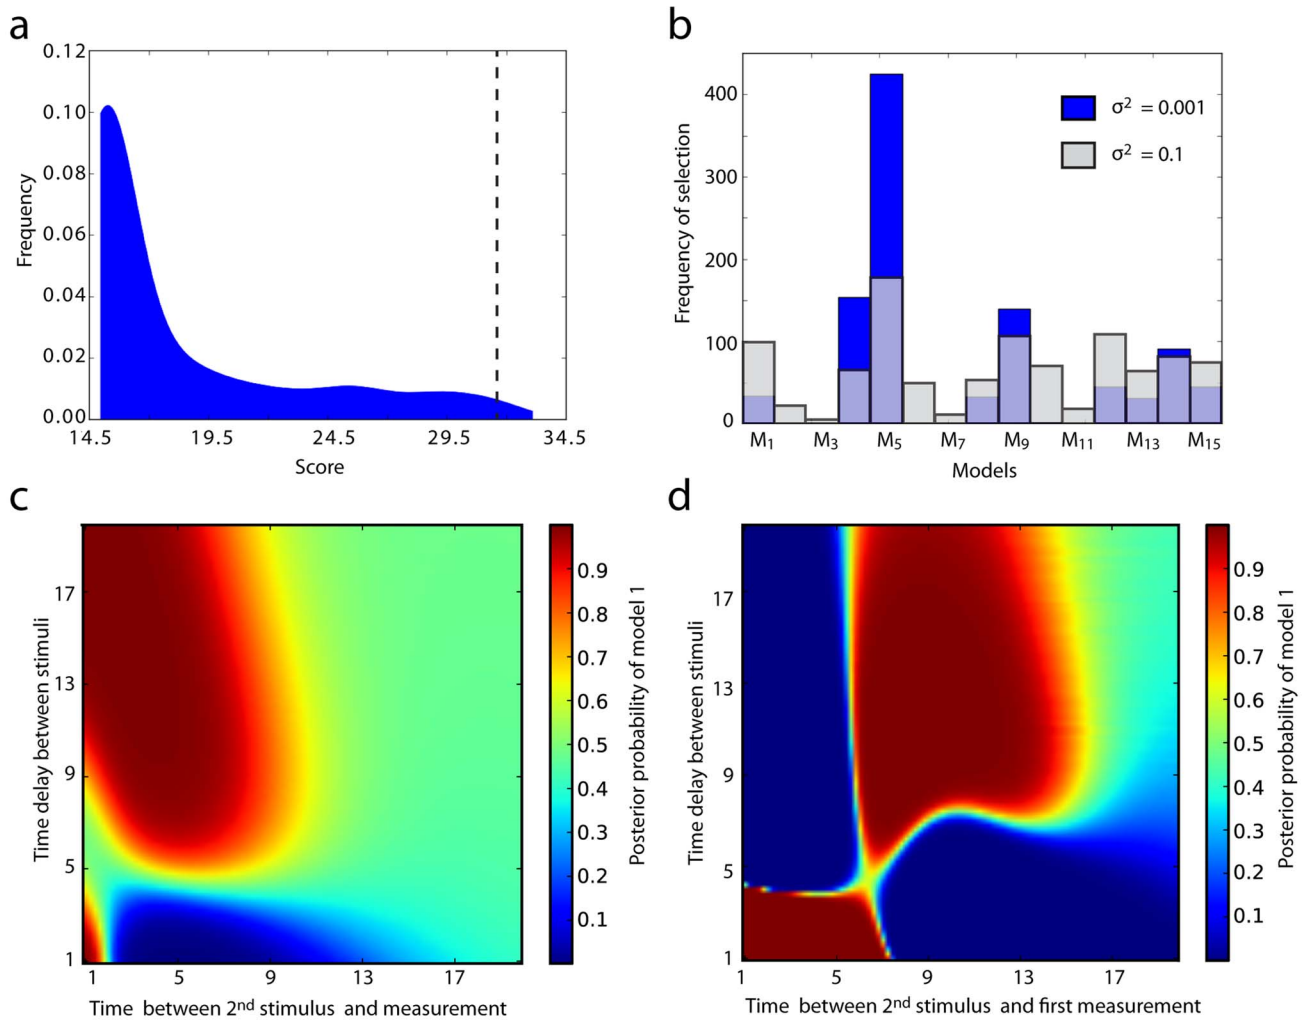 a
0.12
0.10
0.08
0.06
0.04
0.02
0.00
Frequency
14.5 19.5 24.5 29.5 34.5
Score
b
400
300
200
100
0
Frequency of selection
σ² = 0.001
σ² = 0.1
M₁ M₃ M₅ M₇ M₉ M₁₁ M₁₃ M₁₅
Models
c
17
13
9
5
1
Time delay between stimuli
1 5 9 13 17
Time between 2nd stimulus and measurement
0.9
0.8
0.7
0.6
0.5
0.4
0.3
0.2
0.1
Posterior probability of model 1
d
17
13
9
5
1
Time delay between stimuli
1 5 9 13 17
Time between 2nd stimulus and first measurement
0.9
0.8
0.7
0.6
0.5
0.4
0.3
0.2
0.1
Posterior probability of model 1